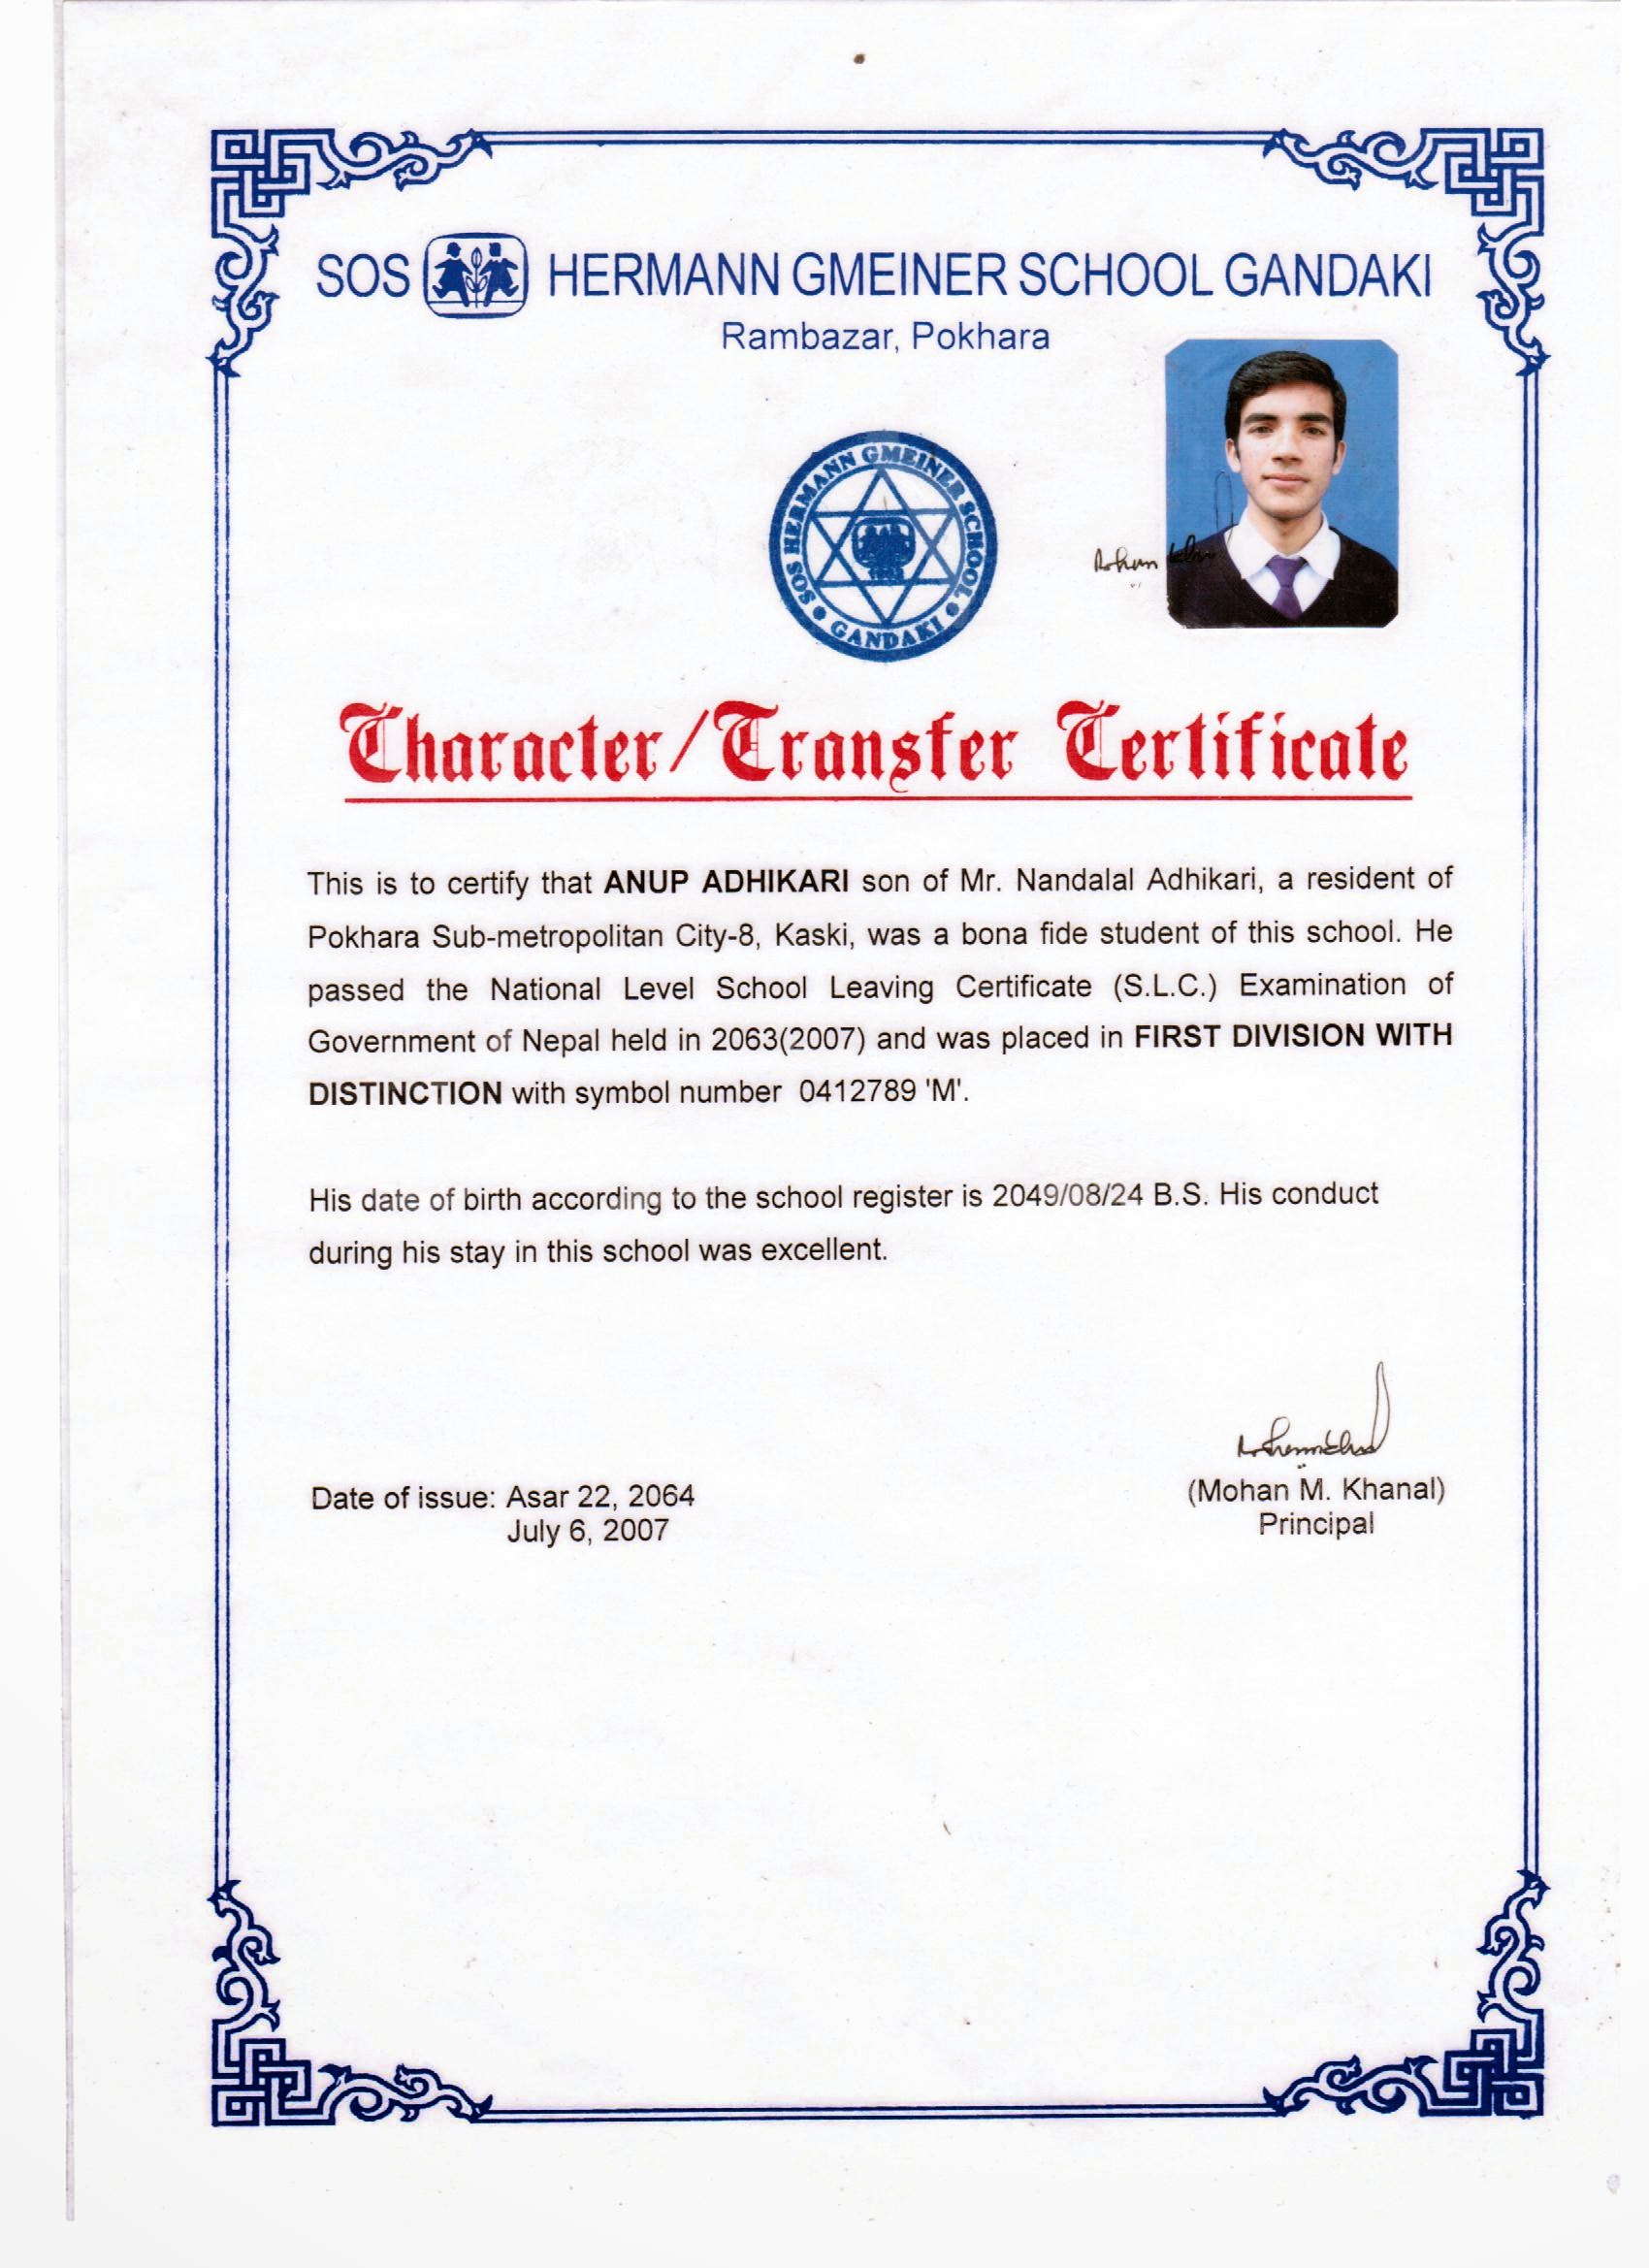 SOS HERMANN GMEINER SCHOOL GANDAKI
Rambazar, Pokhara
SOS HERMANN GMEINER SCHOOL
GANDAKI
Character/Transfer Certificate
This is to certify that ANUP ADHIKARI son of Mr. Nandalal Adhikari, a resident of
Pokhara Sub-metropolitan City-8, Kaski, was a bona fide student of this school. He
passed the National Level School Leaving Certificate (S.L.C.) Examination of
Government of Nepal held in 2063(2007) and was placed in FIRST DIVISION WITH
DISTINCTION with symbol number 0412789 'M'.
His date of birth according to the school register is 2049/08/24 B.S. His conduct
during his stay in this school was excellent.
Date of issue: Asar 22, 2064
July 6, 2007
(Mohan M. Khanal)
Principal